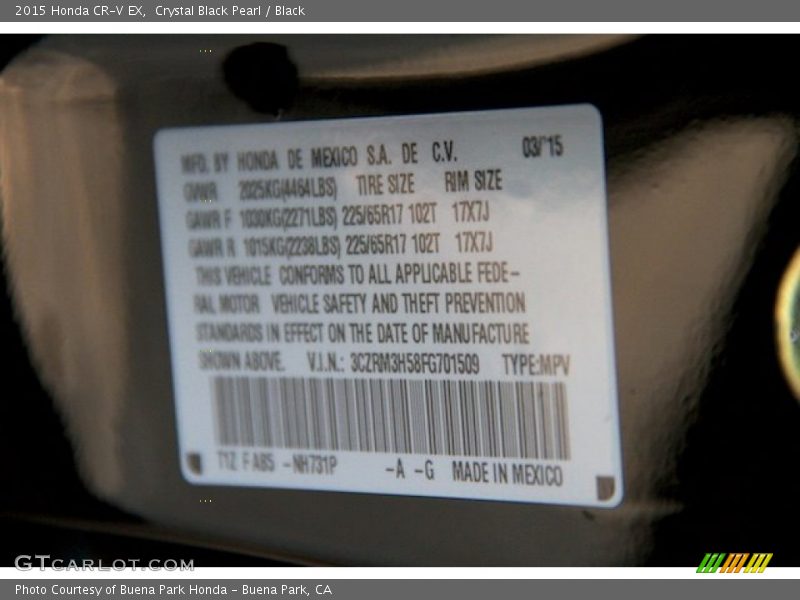 2015 Honda CR-V EX,  Crystal Black Pearl / Black
MFD. BY HONDA DE MEXICO S.A. DE C.V. 03/'15
GVWR 2025KG(4464LBS) TIRE SIZE RIM SIZE
GAWR F 1030KG(2271LBS) 225/65R17 102T 17X7J
GAWR R 1015KG(2238LBS) 225/65R17 102T 17X7J
THIS VEHICLE CONFORMS TO ALL APPLICABLE FEDE-
RAL MOTOR VEHICLE SAFETY AND THEFT PREVENTION
STANDARDS IN EFFECT ON THE DATE OF MANUFACTURE
SHOWN ABOVE. V.I.N.: 3CZRM3H58FG701509 TYPE:MPV
T1Z F AB5 -NH731P -A -G MADE IN MEXICO
GTCARLOT.COM
Photo Courtesy of Buena Park Honda - Buena Park, CA